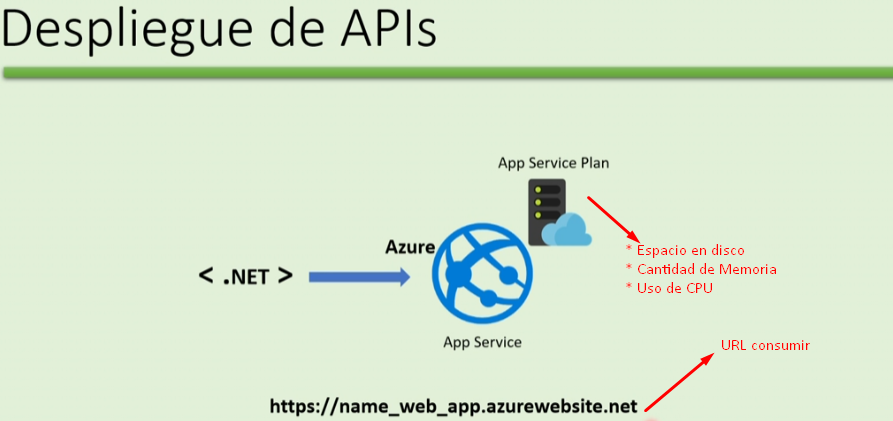 Despliegue de APIs
App Service Plan
Azure
* Espacio en disco
* Cantidad de Memoria
* Uso de CPU
< .NET >
App Service
URL consumir
https://name_web_app.azurewebsite.net